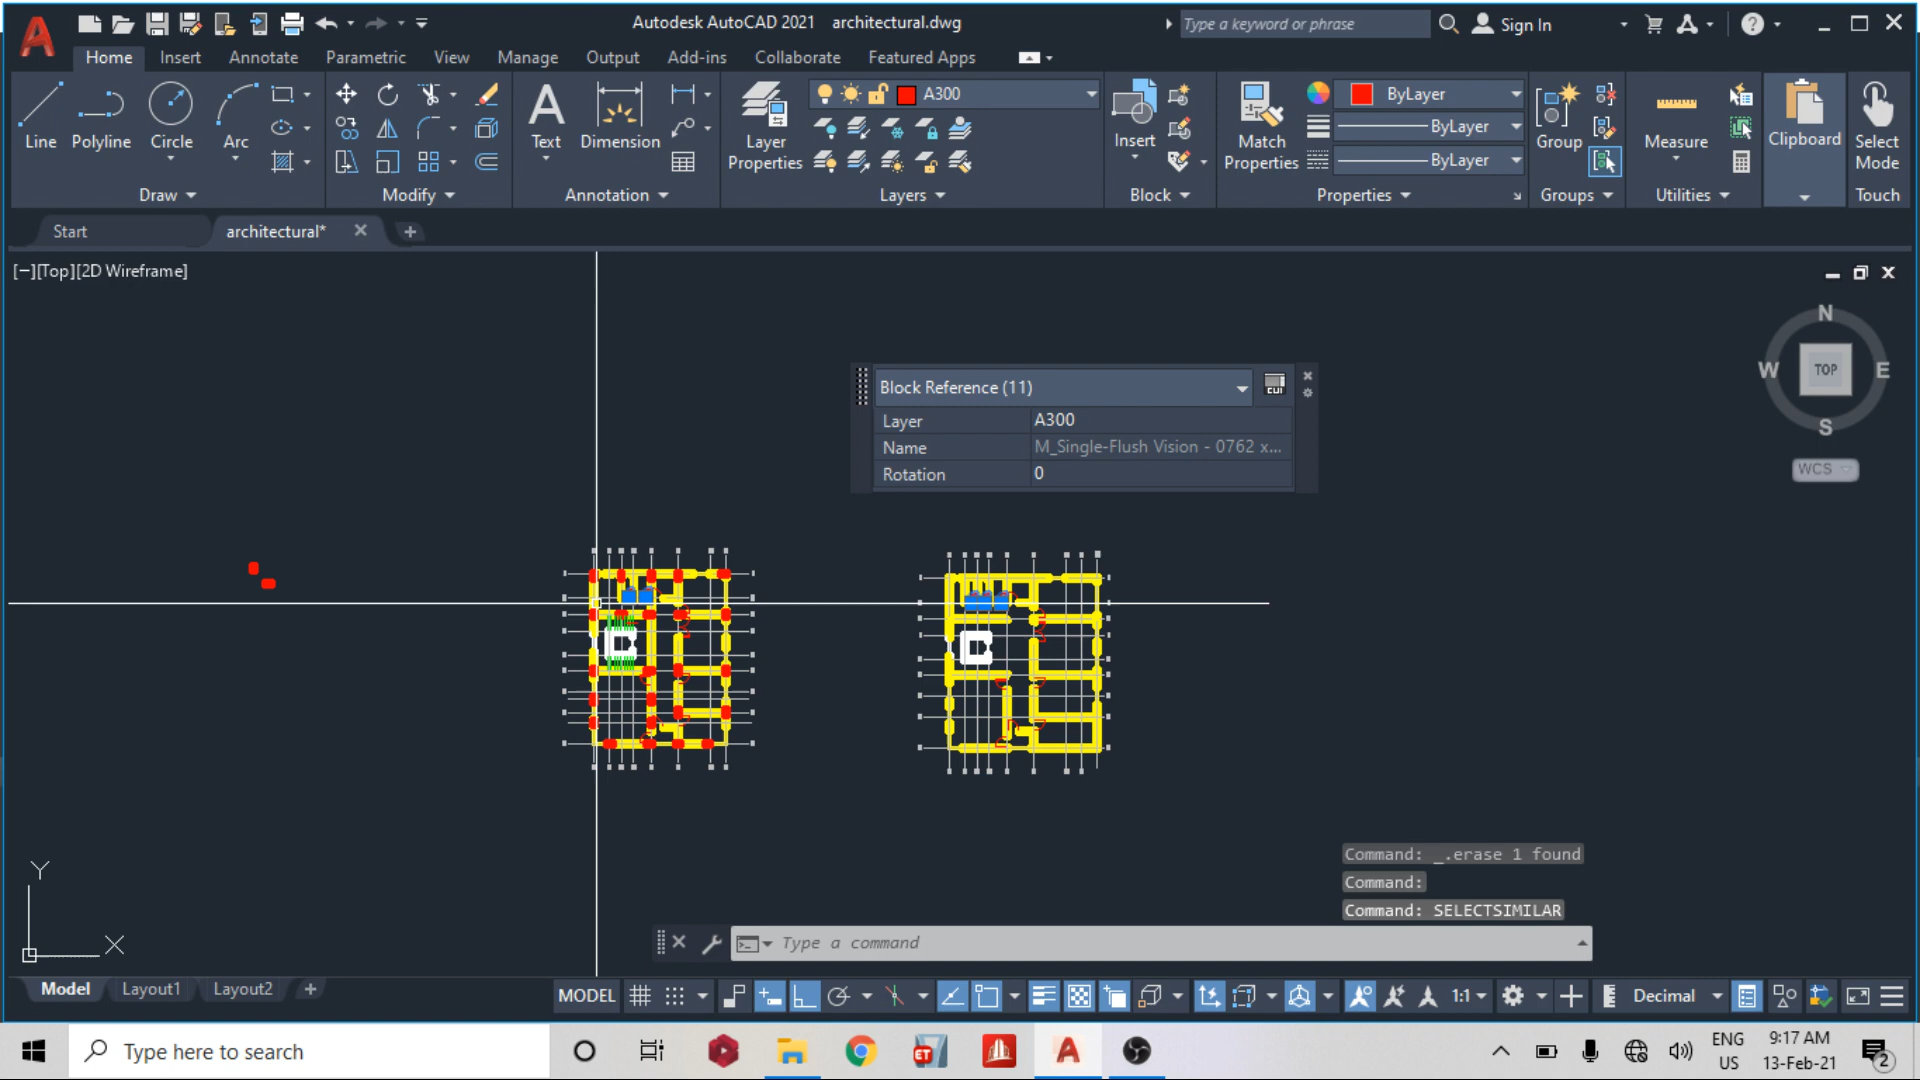 Autodesk AutoCAD 2021 architectural.dwg
Type a keyword or phrase
Sign In
Home Insert Annotate Parametric View Manage Output Add-ins Collaborate Featured Apps
A300
ByLayer
ByLayer
ByLayer
Line Polyline Circle Arc
Text Dimension
Layer Properties
Insert
Match Properties
Group
Measure
Clipboard
Select Mode
Draw Modify Annotation Layers Block Properties Groups Utilities Touch
Start architectural*
[−][Top][2D Wireframe]
N
W TOP E
S
WCS
Block Reference (11)
CUI
Layer A300
Name M_Single-Flush Vision - 0762 x...
Rotation 0
Y
X
Command: _.erase 1 found
Command:
Command: SELECTSIMILAR
Type a command
Model Layout1 Layout2
MODEL 1:1 Decimal
Type here to search
ET
ENG
US
9:17 AM
13-Feb-21
2